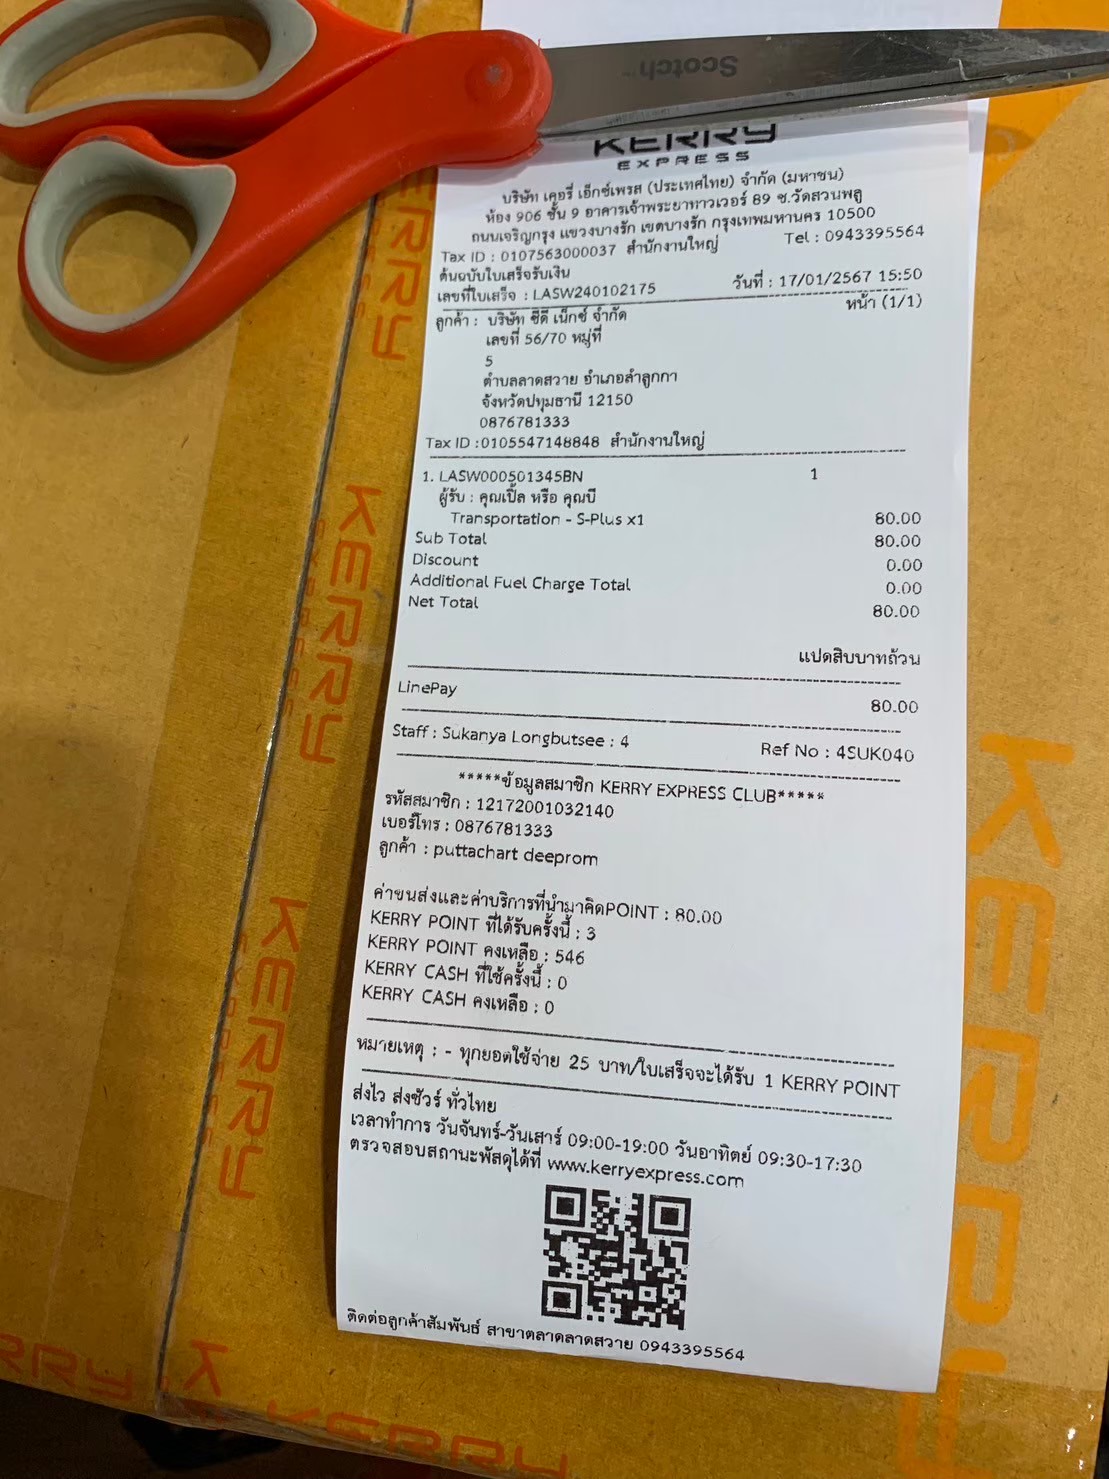 Scotch
KERRY
EXPRESS
บริษัท เคอรี่ เอ็กซ์เพรส (ประเทศไทย) จำกัด (มหาชน)
ห้อง 906 ชั้น 9 อาคารเจ้าพระยาทาวเวอร์ 89 ซ.วัดสวนพลู
ถนนเจริญกรุง แขวงบางรัก เขตบางรัก กรุงเทพมหานคร 10500
Tax ID : 0107563000037 สำนักงานใหญ่ Tel : 0943395564
ต้นฉบับใบเสร็จรับเงิน
เลขที่ใบเสร็จ : LASW240102175 วันที่ : 17/01/2567 15:50
หน้า (1/1)
ลูกค้า : บริษัท ซีดี เน็กซ์ จำกัด
เลขที่ 56/70 หมู่ที่
5
ตำบลลาดสวาย อำเภอลำลูกกา
จังหวัดปทุมธานี 12150
0876781333
Tax ID :0105547148848 สำนักงานใหญ่
1. LASW000501345BN 1
ผู้รับ : คุณเปิ้ล หรือ คุณบี
Transportation - S-Plus x1 80.00
Sub Total 80.00
Discount 0.00
Additional Fuel Charge Total 0.00
Net Total 80.00
แปดสิบบาทถ้วน
LinePay 80.00
Staff : Sukanya Longbutsee : 4 Ref No : 4SUK040
*****ข้อมูลสมาชิก KERRY EXPRESS CLUB*****
รหัสสมาชิก : 12172001032140
เบอร์โทร : 0876781333
ลูกค้า : puttachart deeprom
ค่าขนส่งและค่าบริการที่นำมาคิดPOINT : 80.00
KERRY POINT ที่ได้รับครั้งนี้ : 3
KERRY POINT คงเหลือ : 546
KERRY CASH ที่ใช้ครั้งนี้ : 0
KERRY CASH คงเหลือ : 0
หมายเหตุ : - ทุกยอดใช้จ่าย 25 บาท/ใบเสร็จจะได้รับ 1 KERRY POINT
ส่งไว ส่งชัวร์ ทั่วไทย
เวลาทำการ วันจันทร์-วันเสาร์ 09:00-19:00 วันอาทิตย์ 09:30-17:30
ตรวจสอบสถานะพัสดุได้ที่ www.kerryexpress.com
ติดต่อลูกค้าสัมพันธ์ สาขาตลาดลาดสวาย 0943395564
KERRY
KERRY
KERRY
KERRY
KERRY